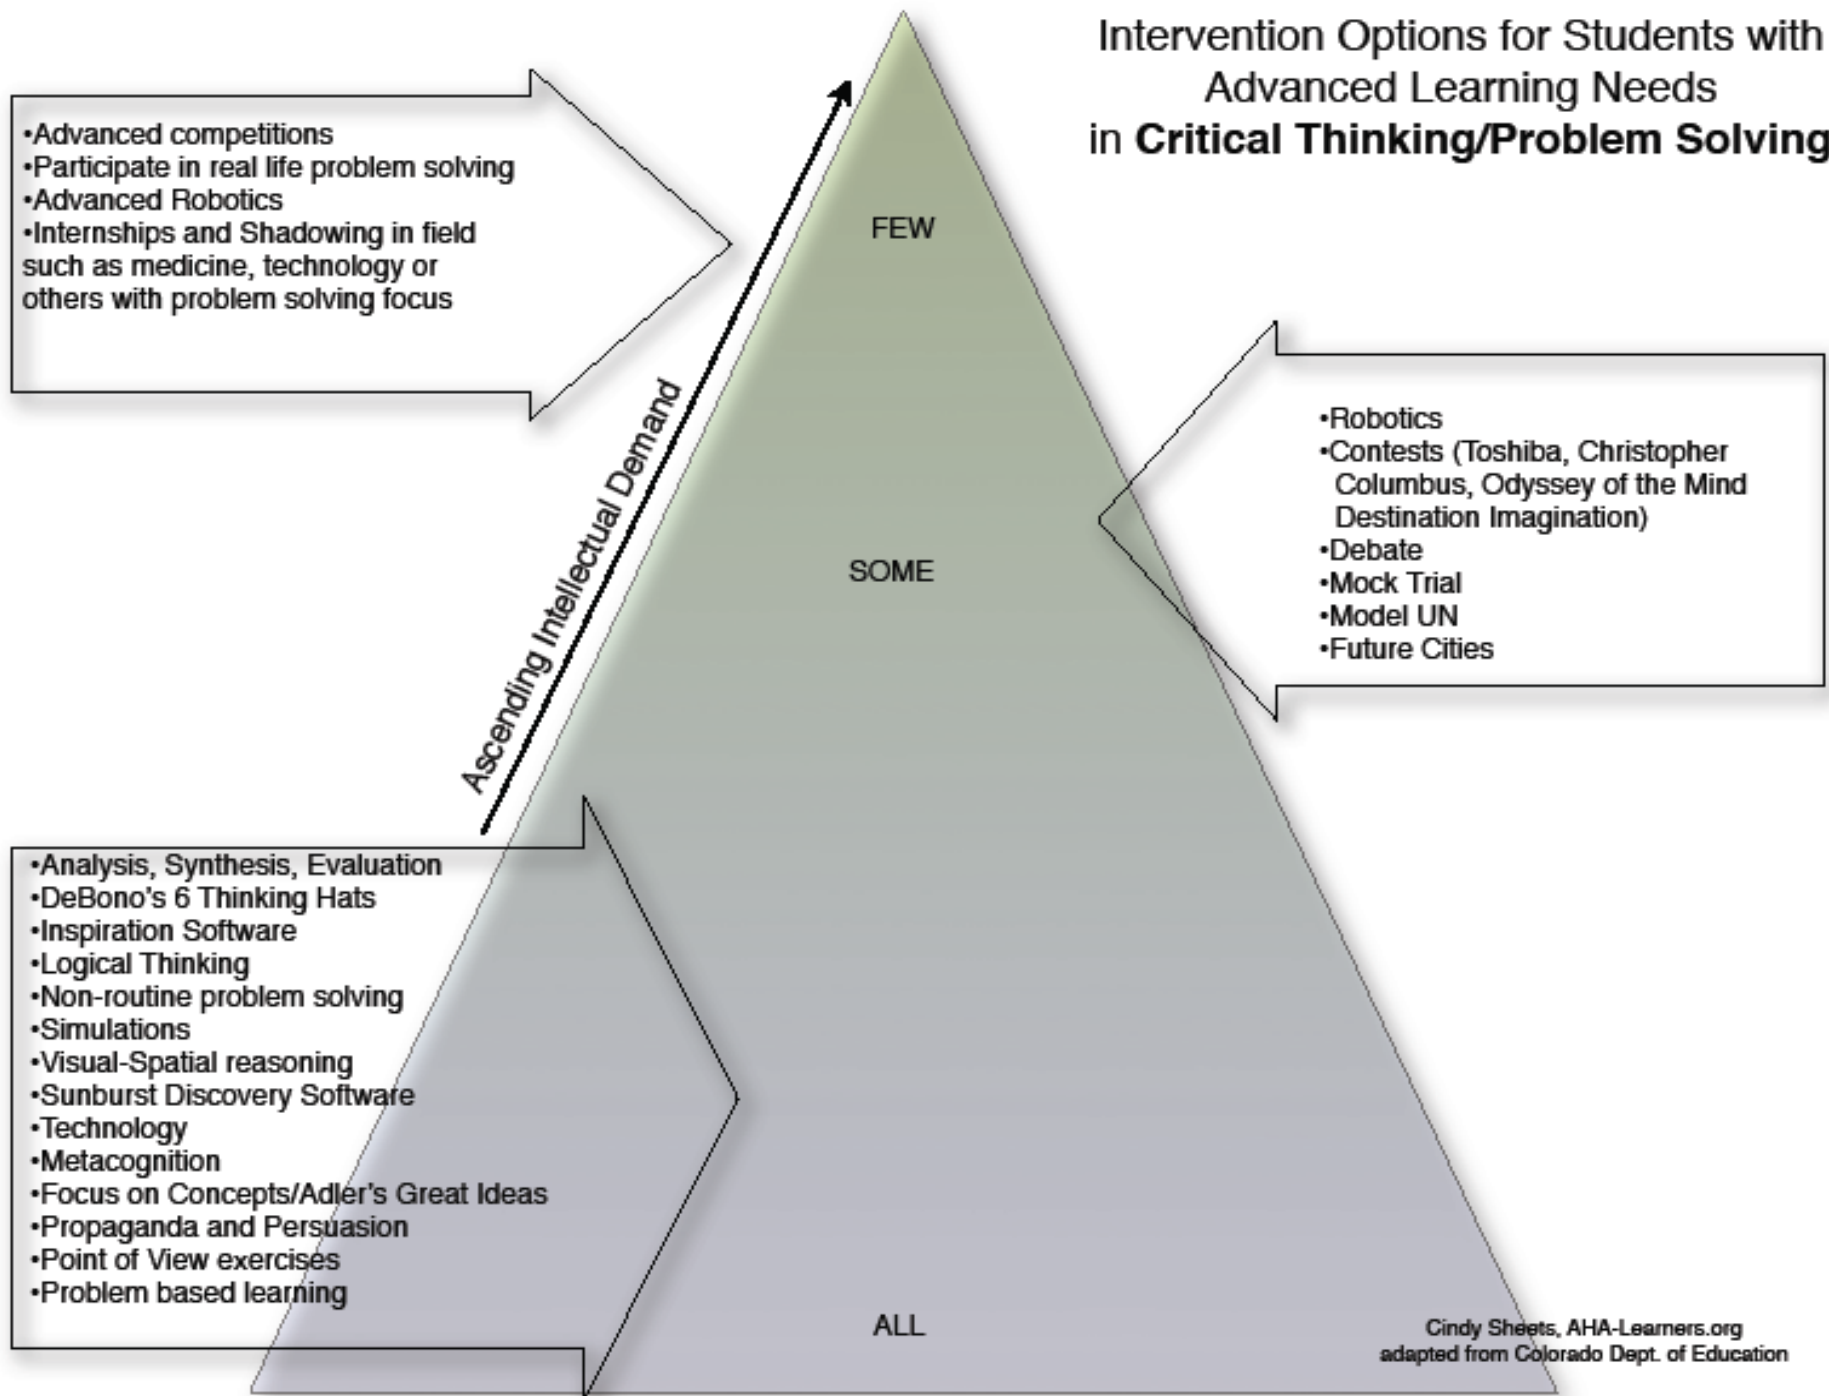 Intervention Options for Students with
Advanced Learning Needs
in Critical Thinking/Problem Solving
•Advanced competitions
•Participate in real life problem solving
•Advanced Robotics
•Internships and Shadowing in field
such as medicine, technology or
others with problem solving focus
FEW
Ascending Intellectual Demand
•Robotics
•Contests (Toshiba, Christopher
Columbus, Odyssey of the Mind
Destination Imagination)
•Debate
•Mock Trial
•Model UN
•Future Cities
SOME
•Analysis, Synthesis, Evaluation
•DeBono's 6 Thinking Hats
•Inspiration Software
•Logical Thinking
•Non-routine problem solving
•Simulations
•Visual-Spatial reasoning
•Sunburst Discovery Software
•Technology
•Metacognition
•Focus on Concepts/Adler's Great Ideas
•Propaganda and Persuasion
•Point of View exercises
•Problem based learning
ALL
Cindy Sheets, AHA-Learners.org
adapted from Colorado Dept. of Education